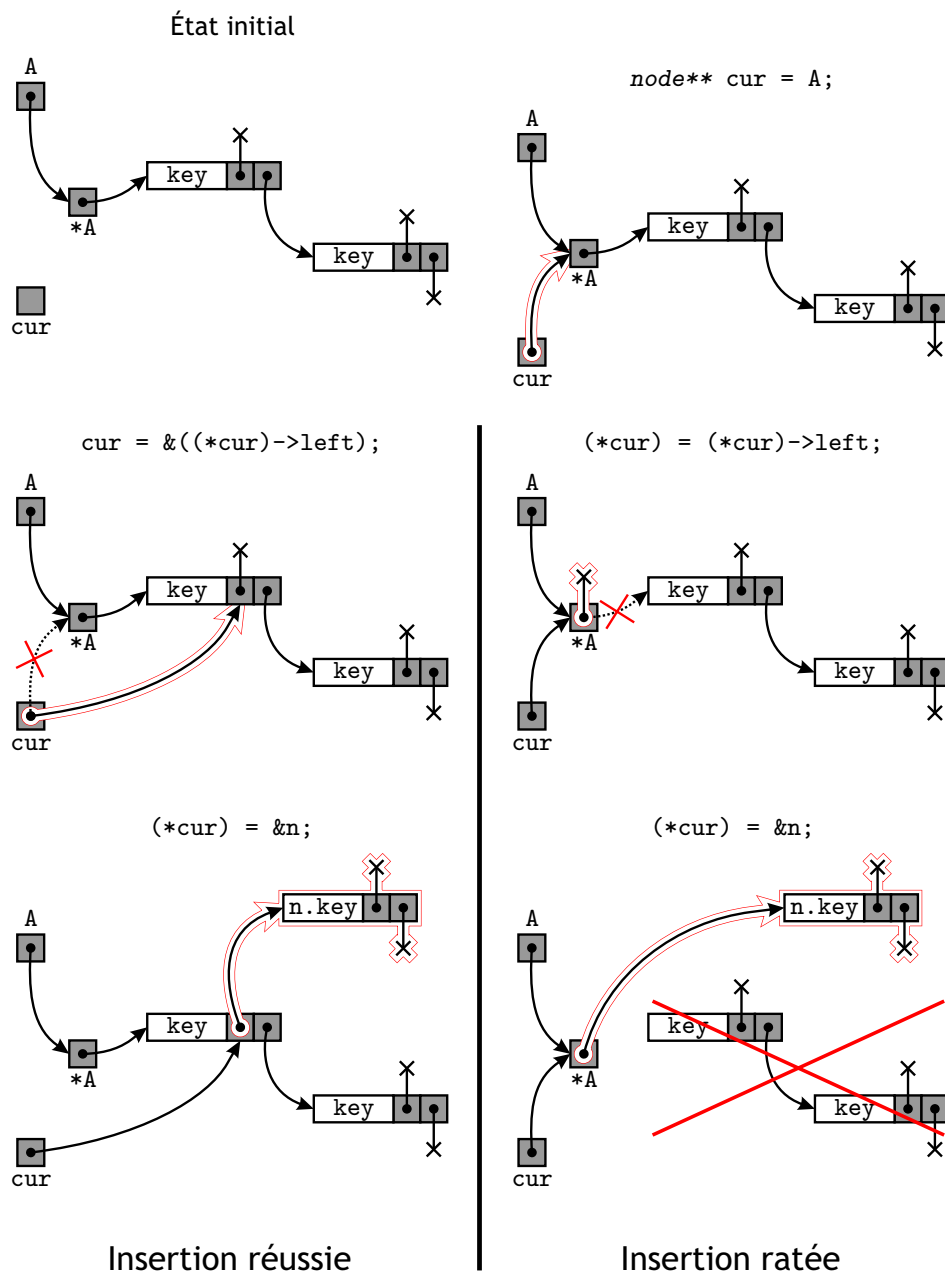 État initial
A
key
*A
key
cur
node** cur = A;
A
key
*A
key
cur
cur = &((*cur)->left);
A
key
*A
key
cur
(*cur) = (*cur)->left;
A
key
*A
key
cur
(*cur) = &n;
n.key
A
key
*A
key
cur
Insertion réussie
(*cur) = &n;
n.key
A
key
*A
key
cur
Insertion ratée